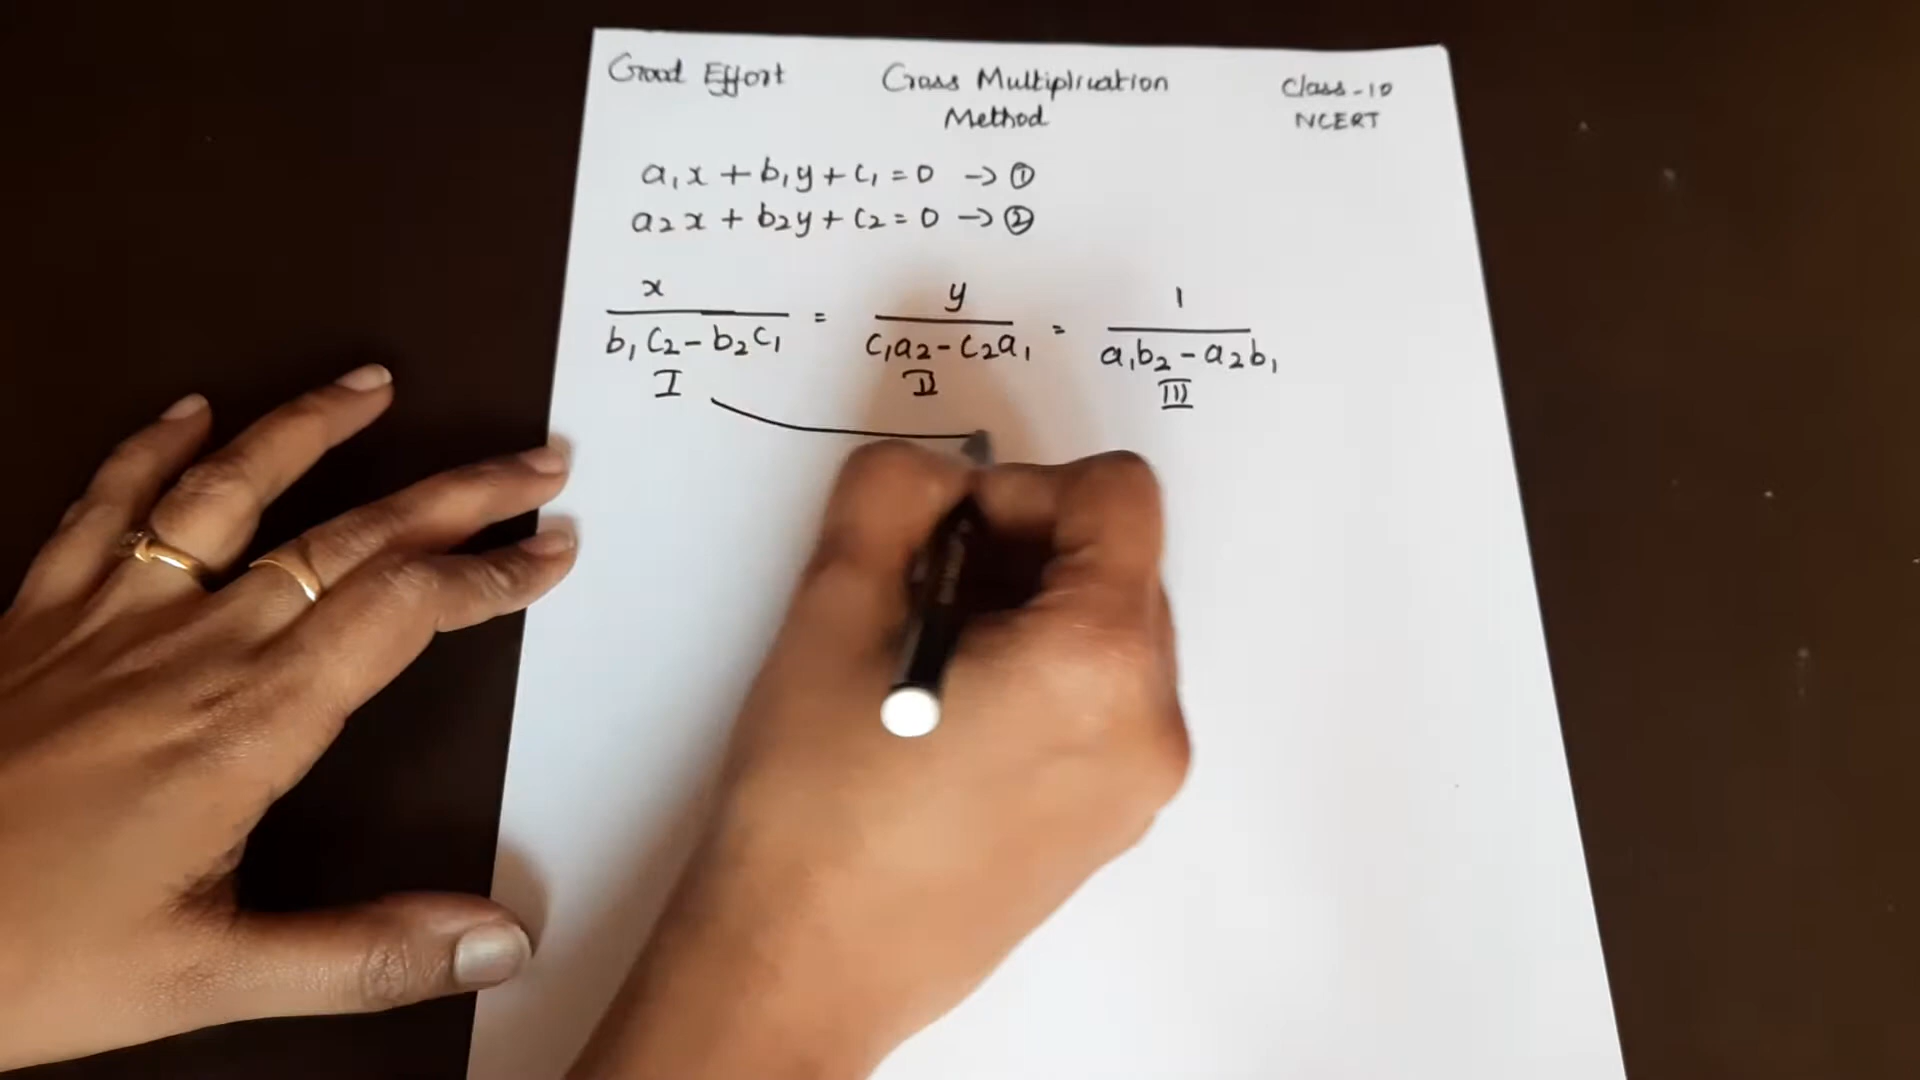 Good Effort
Cross Multiplication
Method
Class-10
NCERT
a₁x + b₁y + c₁ = 0 → ①
a₂x + b₂y + c₂ = 0 → ②
x / b₁c₂ - b₂c₁ = y / c₁a₂ - c₂a₁ = 1 / a₁b₂ - a₂b₁
I II III